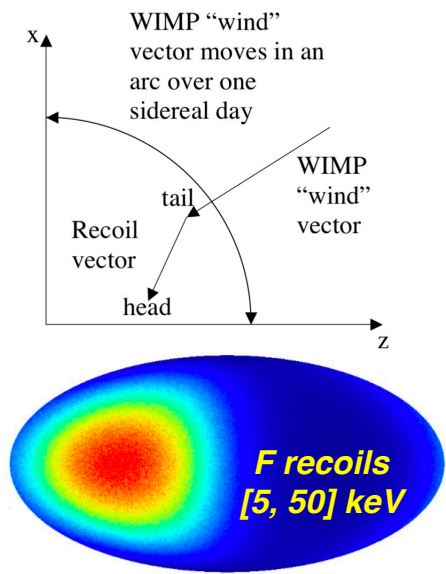 x
WIMP “wind”
vector moves in an
arc over one
sidereal day
WIMP
“wind”
vector
tail
Recoil
vector
head
z
F recoils
[5, 50] keV